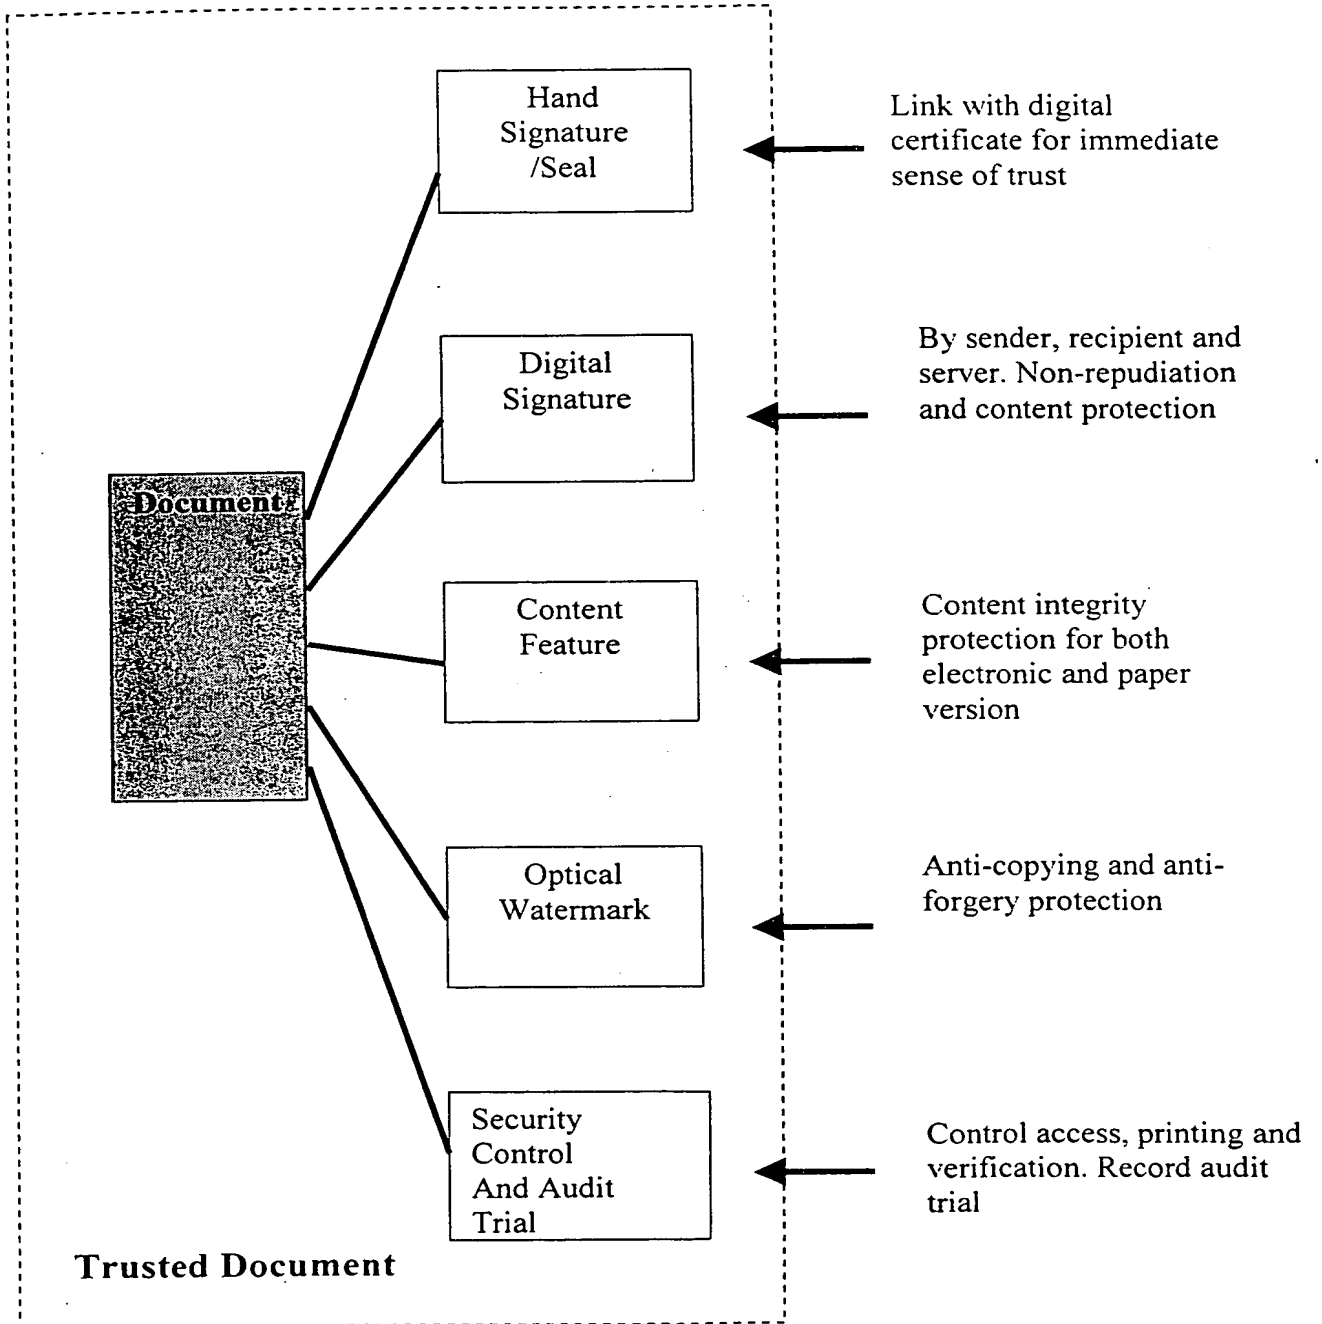 Hand
Signature
/Seal
Link with digital
certificate for immediate
sense of trust
Digital
Signature
By sender, recipient and
server. Non-repudiation
and content protection
Document
Content
Feature
Content integrity
protection for both
electronic and paper
version
Optical
Watermark
Anti-copying and anti-
forgery protection
Security
Control
And Audit
Trial
Control access, printing and
verification. Record audit
trial
Trusted Document